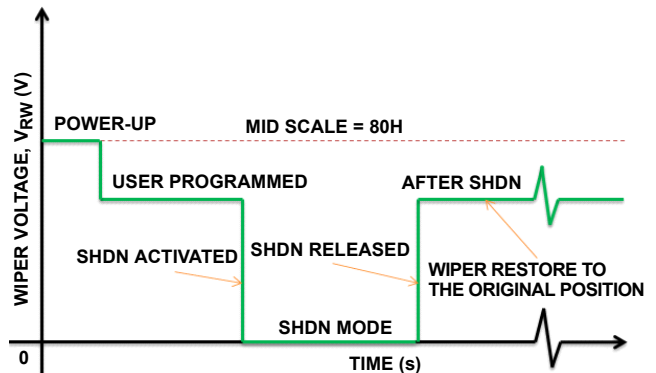 WIPER VOLTAGE, VRW (V)
POWER-UP
MID SCALE = 80H
USER PROGRAMMED
AFTER SHDN
SHDN ACTIVATED
SHDN RELEASED
WIPER RESTORE TO
THE ORIGINAL POSITION
SHDN MODE
0
TIME (s)